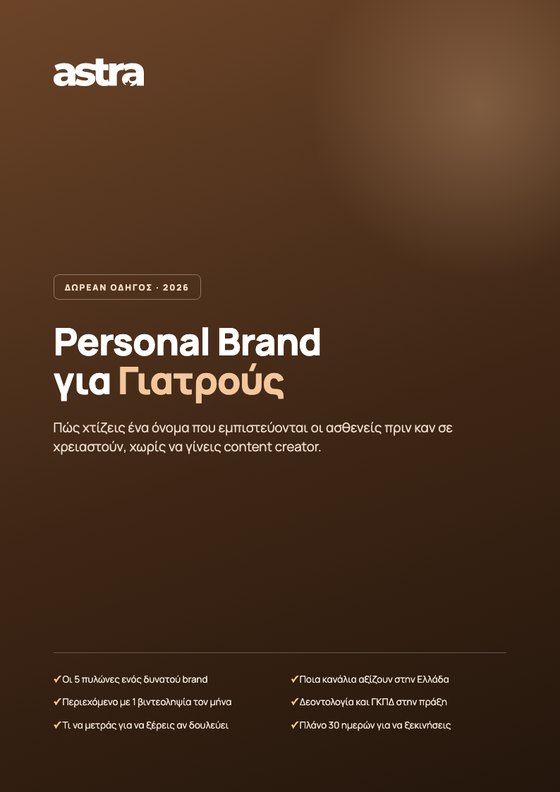 astra
ΔΩΡΕΑΝ ΟΔΗΓΟΣ · 2026
Personal Brand
για Γιατρούς
Πώς χτίζεις ένα όνομα που εμπιστεύονται οι ασθενείς πριν καν σε
χρειαστούν, χωρίς να γίνεις content creator.
✔Οι 5 πυλώνες ενός δυνατού brand
✔Ποια κανάλια αξίζουν στην Ελλάδα
✔Περιεχόμενο με 1 βιντεοληψία τον μήνα
✔Δεοντολογία και ΓΚΠΔ στην πράξη
✔Τι να μετράς για να ξέρεις αν δουλεύει
✔Πλάνο 30 ημερών για να ξεκινήσεις